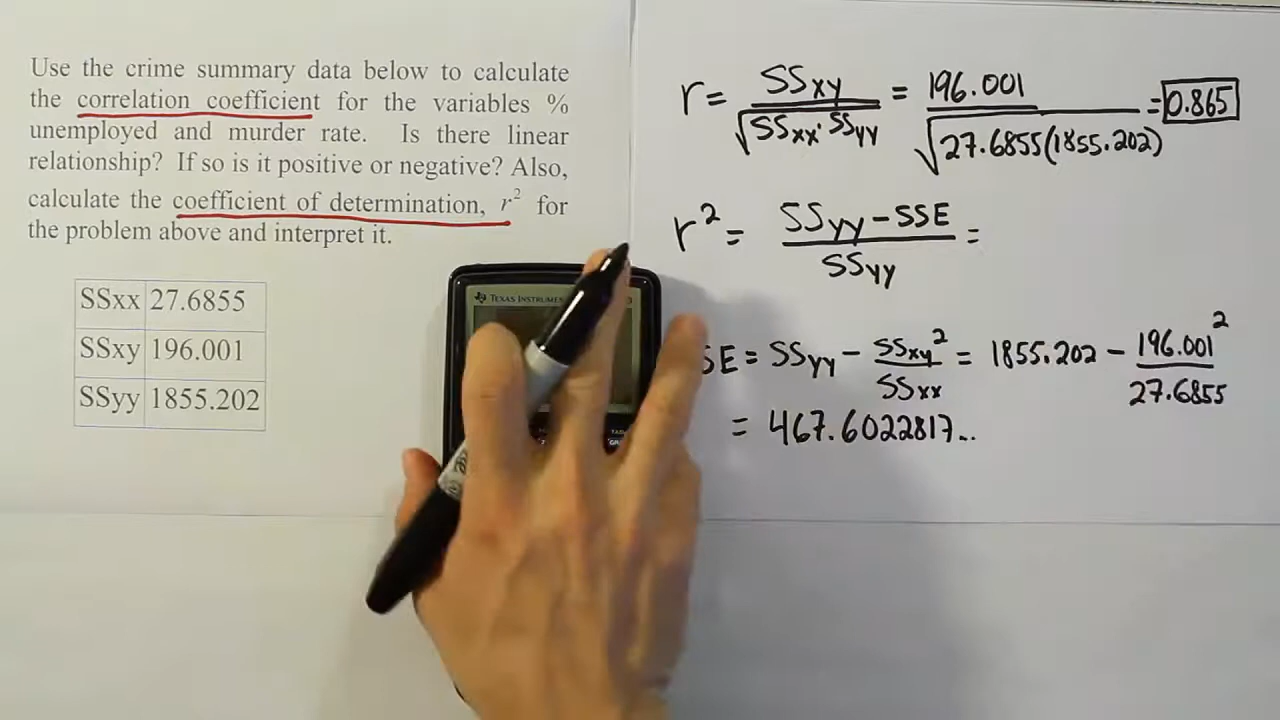 Use the crime summary data below to calculate
the correlation coefficient for the variables %
unemployed and murder rate. Is there linear
relationship? If so is it positive or negative? Also,
calculate the coefficient of determination, r² for
the problem above and interpret it.
SSxx 27.6855
SSxy 196.001
SSyy 1855.202
TEXAS INSTRUMENTS
r = SSxy / √SSxx·SSyy = 196.001 / √27.6855(1855.202) = 0.865
r² = SSyy - SSE / SSyy =
SE = SSyy - SSxy² / SSxx = 1855.202 - 196.001² / 27.6855
= 467.6022817...